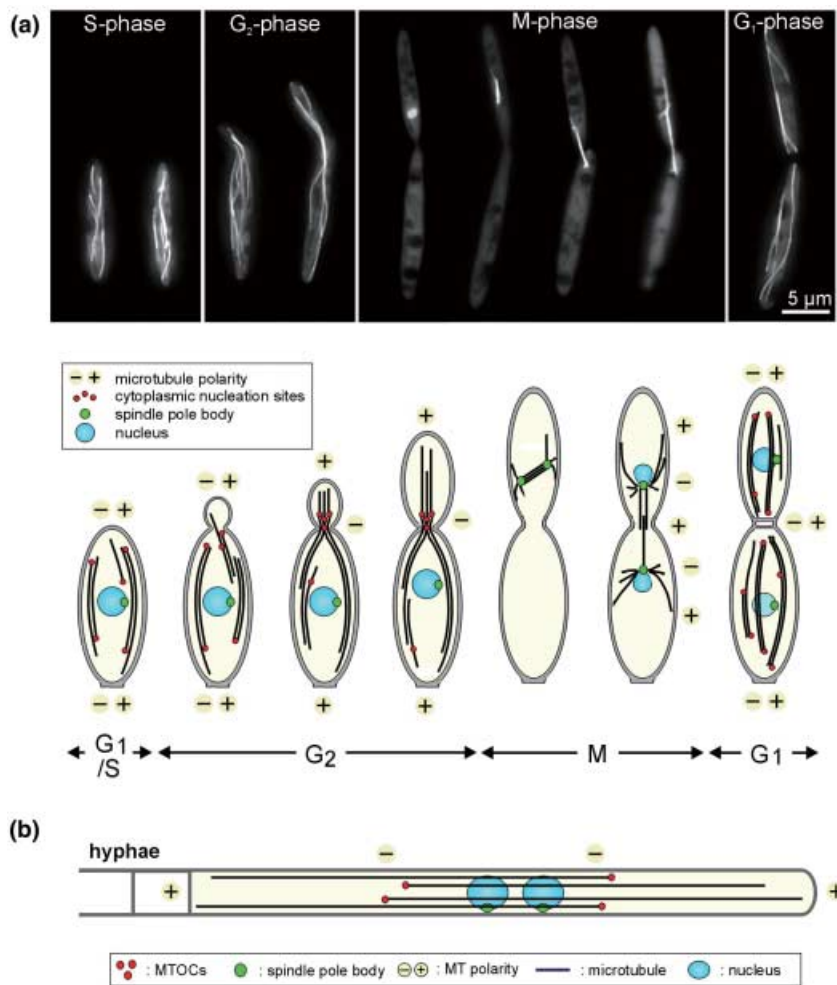 (a)
S-phase G₂-phase M-phase G₁-phase
5 µm
− + microtubule polarity
cytoplasmic nucleation sites
spindle pole body
nucleus
− + − + + + + − +
− − + − +
− +
− + − + + + + − +
G1 /S G2 M G1
(b)
hyphae
− −
+ +
: MTOCs : spindle pole body − + : MT polarity : microtubule : nucleus